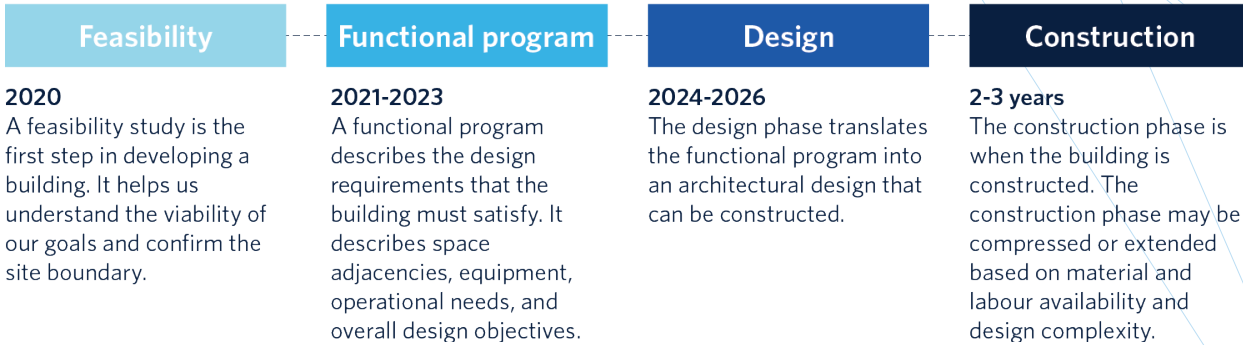 Feasibility
2020
A feasibility study is the
first step in developing a
building. It helps us
understand the viability of
our goals and confirm the
site boundary.
Functional program
2021-2023
A functional program
describes the design
requirements that the
building must satisfy. It
describes space
adjacencies, equipment,
operational needs, and
overall design objectives.
Design
2024-2026
The design phase translates
the functional program into
an architectural design that
can be constructed.
Construction
2-3 years
The construction phase is
when the building is
constructed. The
construction phase may be
compressed or extended
based on material and
labour availability and
design complexity.